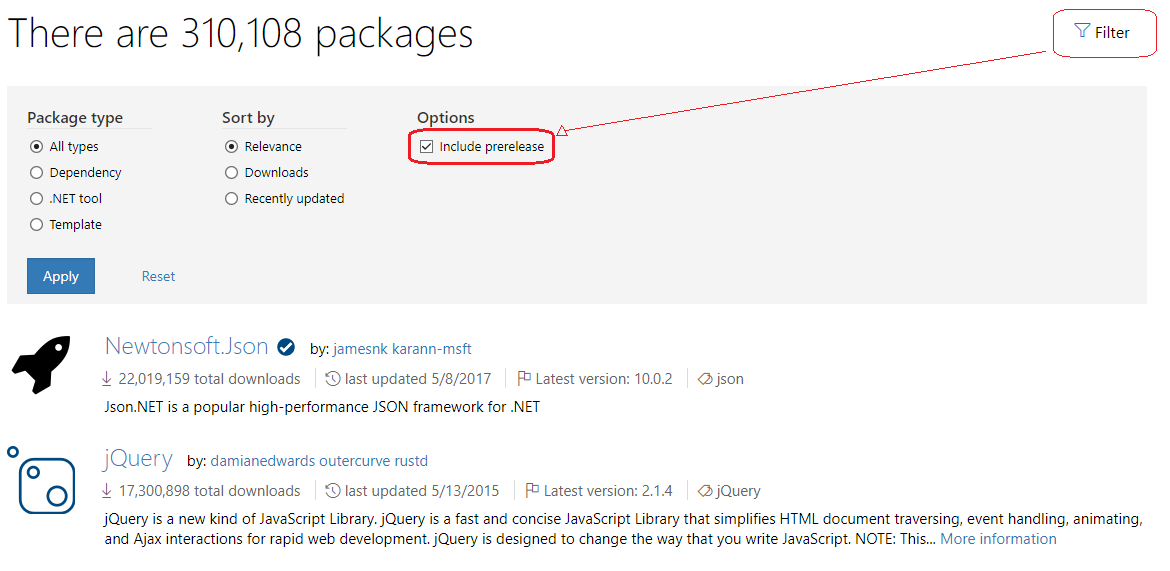 There are 310,108 packages
Filter
Package type
Sort by
Options
All types
Relevance
Include prerelease
Dependency
Downloads
.NET tool
Recently updated
Template
Apply
Reset
Newtonsoft.Json by: jamesnk karann-msft
22,019,159 total downloads last updated 5/8/2017 Latest version: 10.0.2 json
Json.NET is a popular high-performance JSON framework for .NET
jQuery by: damianedwards outercurve rustd
17,300,898 total downloads last updated 5/13/2015 Latest version: 2.1.4 jQuery
jQuery is a new kind of JavaScript Library. jQuery is a fast and concise JavaScript Library that simplifies HTML document traversing, event handling, animating,
and Ajax interactions for rapid web development. jQuery is designed to change the way that you write JavaScript. NOTE: This... More information